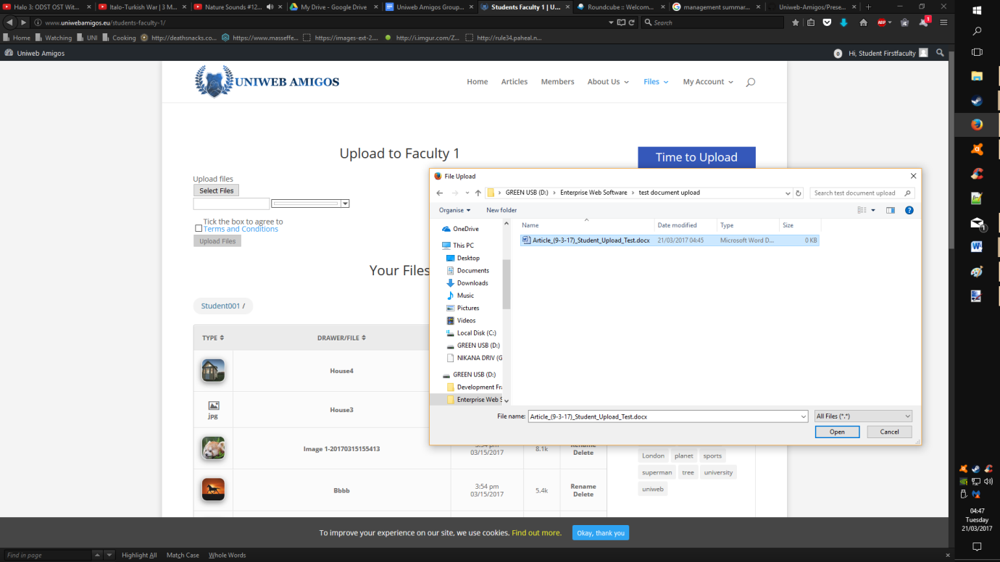 Halo 3: ODST OST Wit...
Italo-Turkish War | 3 M...
Nature Sounds #12...
My Drive - Google Drive
Uniweb Amigos Group...
Students Faculty 1 | U...
Roundcube :: Welcom...
management summar...
Uniweb-Amigos/Prese...
www.uniwebamigos.eu/students-faculty-1/
Search
ABP
1
Home
Watching
UNI
Cooking
http://deathsnacks.co...
https://www.masseffe...
https://images-ext-2....
http://i.imgur.com/Z...
http://rule34.paheal.n...
Uniweb Amigos
0
Hi, Student Firstfaculty
UNIWEB AMIGOS
Home
Articles
Members
About Us
Files
My Account
Upload to Faculty 1
Time to Upload
Upload files
Select Files
Tick the box to agree to
Terms and Conditions
Upload Files
Your Files
Student001 /
TYPE
DRAWER/FILE
House4
jpg
House3
Image 1-20170315155413
3:54 pm
03/15/2017
8.1k
Rename
Delete
Bbbb
3:54 pm
03/15/2017
5.4k
Rename
Delete
File Upload
GREEN USB (D:)
Enterprise Web Software
test document upload
Search test document upload
Organise
New folder
OneDrive
This PC
Desktop
Documents
Downloads
Music
Pictures
Videos
Local Disk (C:)
GREEN USB (D:)
NIKANA DRIV (G
GREEN USB (D:)
Development Fr
Enterprise Web S
Name
Date modified
Type
Size
Article_(9-3-17)_Student_Upload_Test.docx
21/03/2017 04:45
Microsoft Word D...
0 KB
File name:
Article_(9-3-17)_Student_Upload_Test.docx
All Files (*.*)
Open
Cancel
London
planet
sports
superman
tree
university
uniweb
To improve your experience on our site, we use cookies. Find out more.
Okay, thank you
Find in page
Highlight All
Match Case
Whole Words
1
04:47
Tuesday
21/03/2017